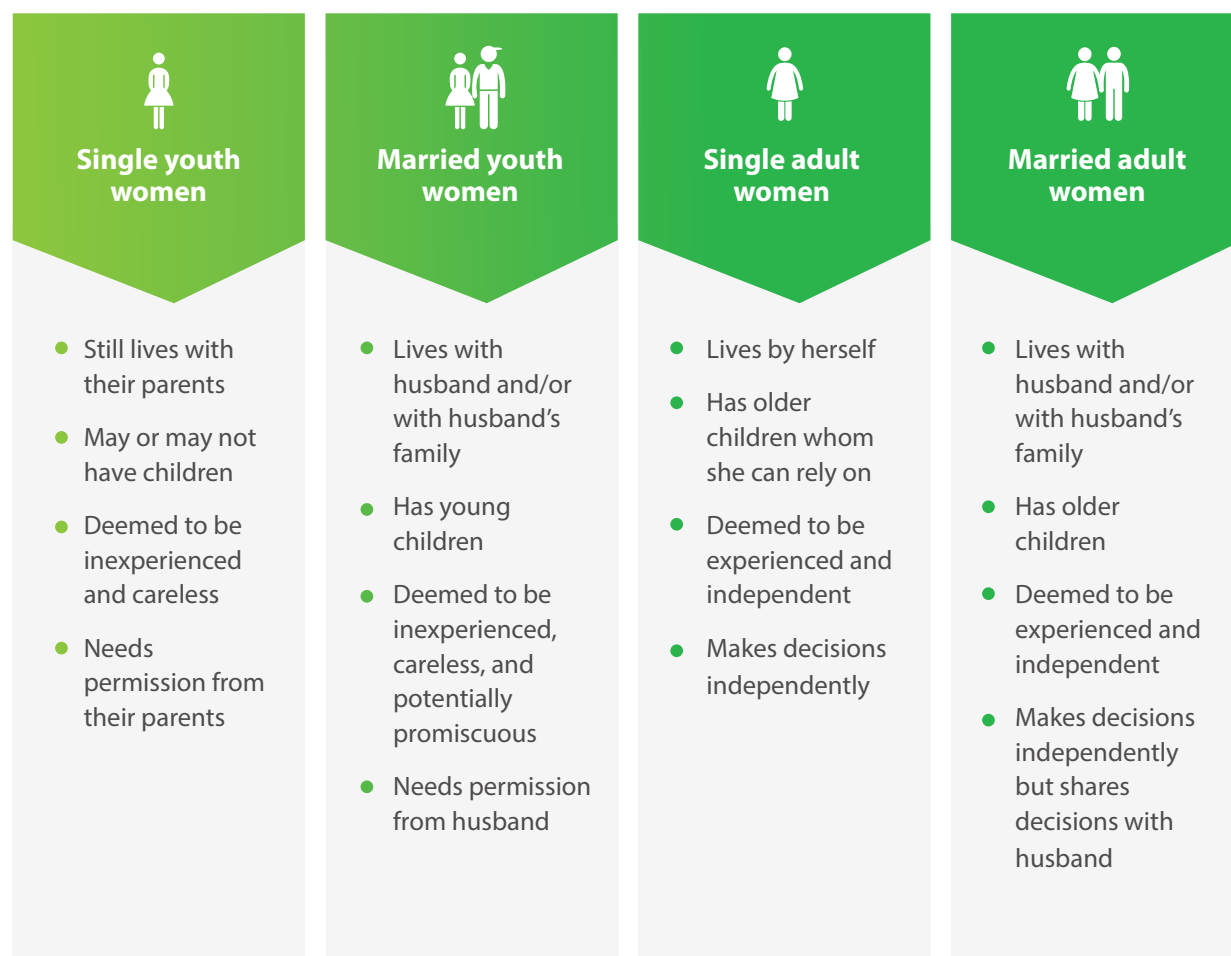 Single youth
women
Still lives with
their parents
May or may not
have children
Deemed to be
inexperienced
and careless
Needs
permission from
their parents
Married youth
women
Lives with
husband and/or
with husband’s
family
Has young
children
Deemed to be
inexperienced,
careless, and
potentially
promiscuous
Needs permission
from husband
Single adult
women
Lives by herself
Has older
children whom
she can rely on
Deemed to be
experienced and
independent
Makes decisions
independently
Married adult
women
Lives with
husband and/or
with husband’s
family
Has older
children
Deemed to be
experienced and
independent
Makes decisions
independently
but shares
decisions with
husband